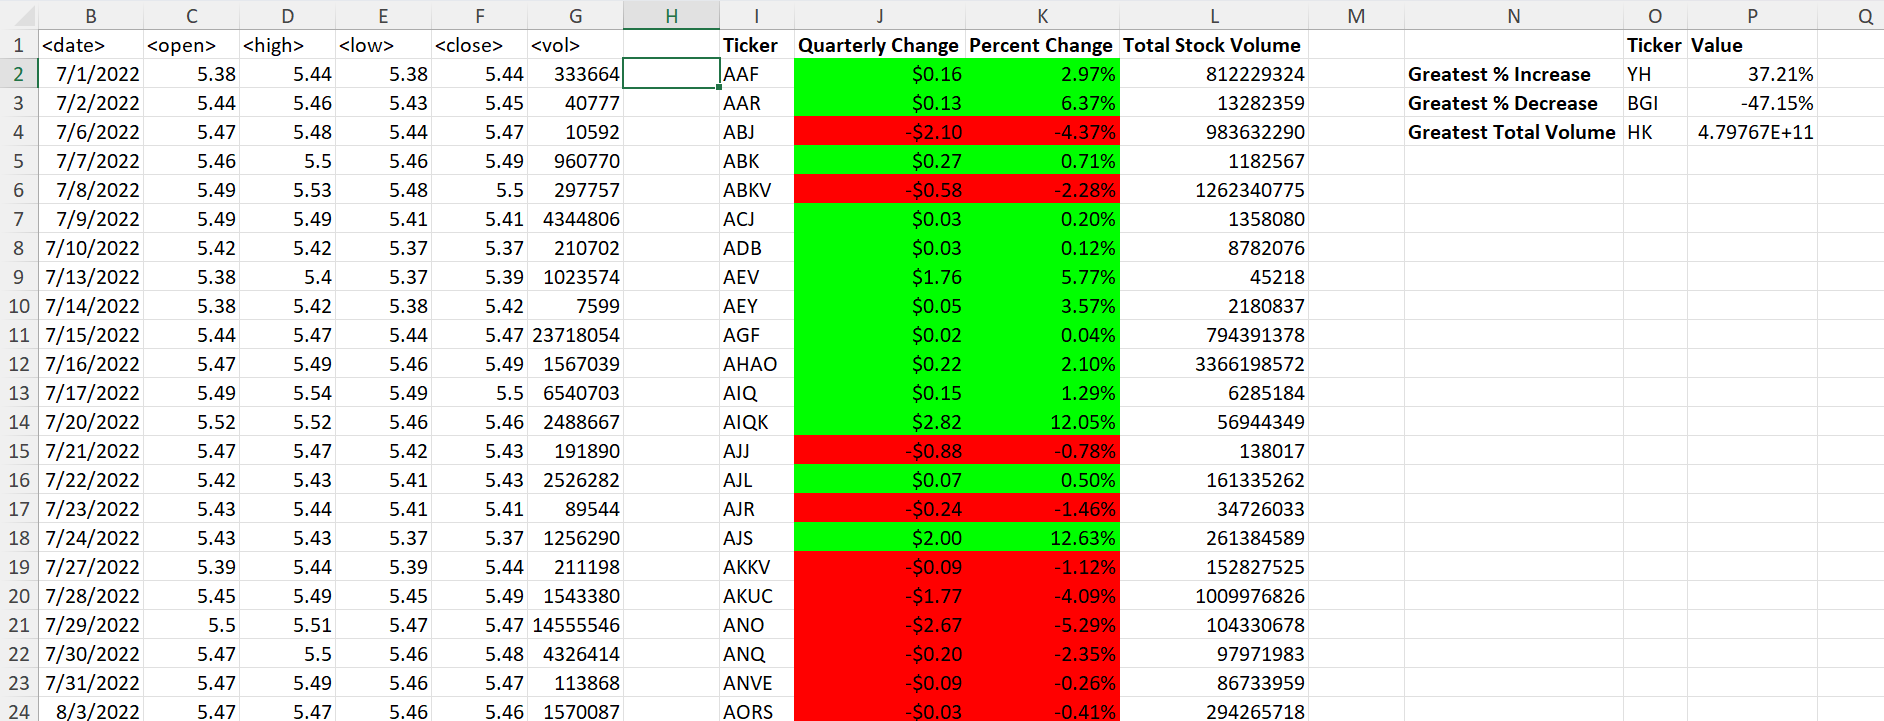 B C D E F G H I J K L M N O P Q
1 <date> <open> <high> <low> <close> <vol> Ticker Quarterly Change Percent Change Total Stock Volume Ticker Value
2 7/1/2022 5.38 5.44 5.38 5.44 333664 AAF $0.16 2.97% 812229324 Greatest % Increase YH 37.21%
3 7/2/2022 5.44 5.46 5.43 5.45 40777 AAR $0.13 6.37% 13282359 Greatest % Decrease BGI -47.15%
4 7/6/2022 5.47 5.48 5.44 5.47 10592 ABJ -$2.10 -4.37% 983632290 Greatest Total Volume HK 4.79767E+11
5 7/7/2022 5.46 5.5 5.46 5.49 960770 ABK $0.27 0.71% 1182567
6 7/8/2022 5.49 5.53 5.48 5.5 297757 ABKV -$0.58 -2.28% 1262340775
7 7/9/2022 5.49 5.49 5.41 5.41 4344806 ACJ $0.03 0.20% 1358080
8 7/10/2022 5.42 5.42 5.37 5.37 210702 ADB $0.03 0.12% 8782076
9 7/13/2022 5.38 5.4 5.37 5.39 1023574 AEV $1.76 5.77% 45218
10 7/14/2022 5.38 5.42 5.38 5.42 7599 AEY $0.05 3.57% 2180837
11 7/15/2022 5.44 5.47 5.44 5.47 23718054 AGF $0.02 0.04% 794391378
12 7/16/2022 5.47 5.49 5.46 5.49 1567039 AHAO $0.22 2.10% 3366198572
13 7/17/2022 5.49 5.54 5.49 5.5 6540703 AIQ $0.15 1.29% 6285184
14 7/20/2022 5.52 5.52 5.46 5.46 2488667 AIQK $2.82 12.05% 56944349
15 7/21/2022 5.47 5.47 5.42 5.43 191890 AJJ -$0.88 -0.78% 138017
16 7/22/2022 5.42 5.43 5.41 5.43 2526282 AJL $0.07 0.50% 161335262
17 7/23/2022 5.43 5.44 5.41 5.41 89544 AJR -$0.24 -1.46% 34726033
18 7/24/2022 5.43 5.43 5.37 5.37 1256290 AJS $2.00 12.63% 261384589
19 7/27/2022 5.39 5.44 5.39 5.44 211198 AKKV -$0.09 -1.12% 152827525
20 7/28/2022 5.45 5.49 5.45 5.49 1543380 AKUC -$1.77 -4.09% 1009976826
21 7/29/2022 5.5 5.51 5.47 5.47 14555546 ANO -$2.67 -5.29% 104330678
22 7/30/2022 5.47 5.5 5.46 5.48 4326414 ANQ -$0.20 -2.35% 97971983
23 7/31/2022 5.47 5.49 5.46 5.47 113868 ANVE -$0.09 -0.26% 86733959
24 8/3/2022 5.47 5.47 5.46 5.46 1570087 AORS -$0.03 -0.41% 294265718